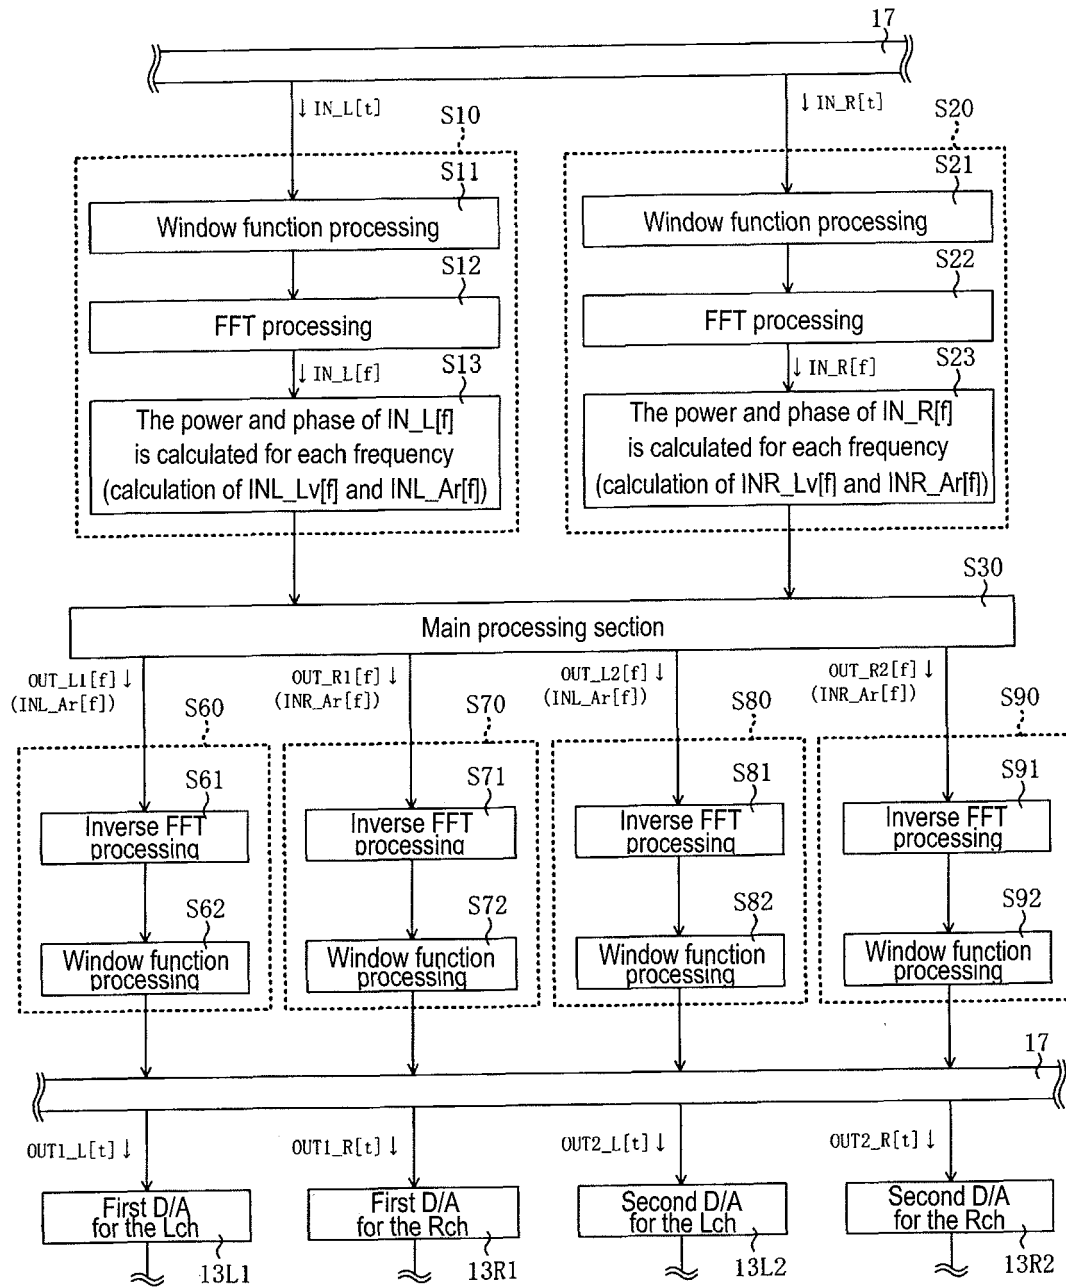 17
↓ IN_L[t]
↓ IN_R[t]
S10
S20
S11
S21
Window function processing
Window function processing
S12
S22
FFT processing
FFT processing
↓ IN_L[f]
S13
↓ IN_R[f]
S23
The power and phase of IN_L[f]
is calculated for each frequency
(calculation of INL_Lv[f] and INL_Ar[f])
The power and phase of IN_R[f]
is calculated for each frequency
(calculation of INR_Lv[f] and INR_Ar[f])
S30
Main processing section
OUT_L1[f] ↓
(INL_Ar[f])
OUT_R1[f] ↓
(INR_Ar[f])
OUT_L2[f] ↓
(INL_Ar[f])
OUT_R2[f] ↓
(INR_Ar[f])
S60
S70
S80
S90
S61
S71
S81
S91
Inverse FFT
processing
Inverse FFT
processing
Inverse FFT
processing
Inverse FFT
processing
S62
S72
S82
S92
Window function
processing
Window function
processing
Window function
processing
Window function
processing
17
OUT1_L[t] ↓
OUT1_R[t] ↓
OUT2_L[t] ↓
OUT2_R[t] ↓
First D/A
for the Lch
First D/A
for the Rch
Second D/A
for the Lch
Second D/A
for the Rch
13L1
13R1
13L2
13R2